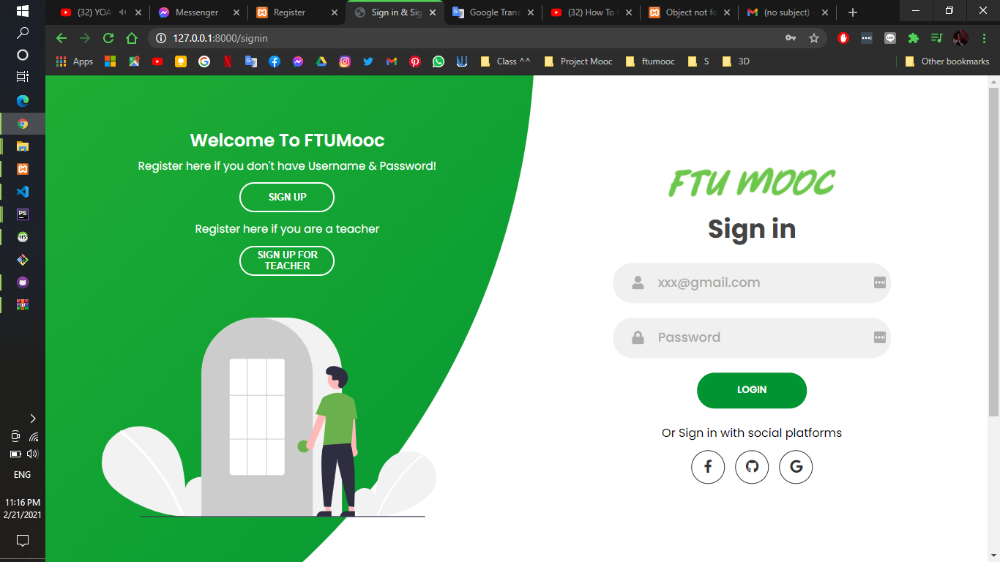 (32) YOA
Messenger
Register
Sign in & Sig
Google Trans
(32) How To
Object not fo
(no subject) -
127.0.0.1:8000/signin
Apps
Class ^^
Project Mooc
ftumooc
S
3D
Other bookmarks
Welcome To FTUMooc
Register here if you don't have Username & Password!
SIGN UP
Register here if you are a teacher
SIGN UP FOR
TEACHER
FTU MOOC
Sign in
xxx@gmail.com
Password
LOGIN
Or Sign in with social platforms
PS
HS
ENG
11:16 PM
2/21/2021